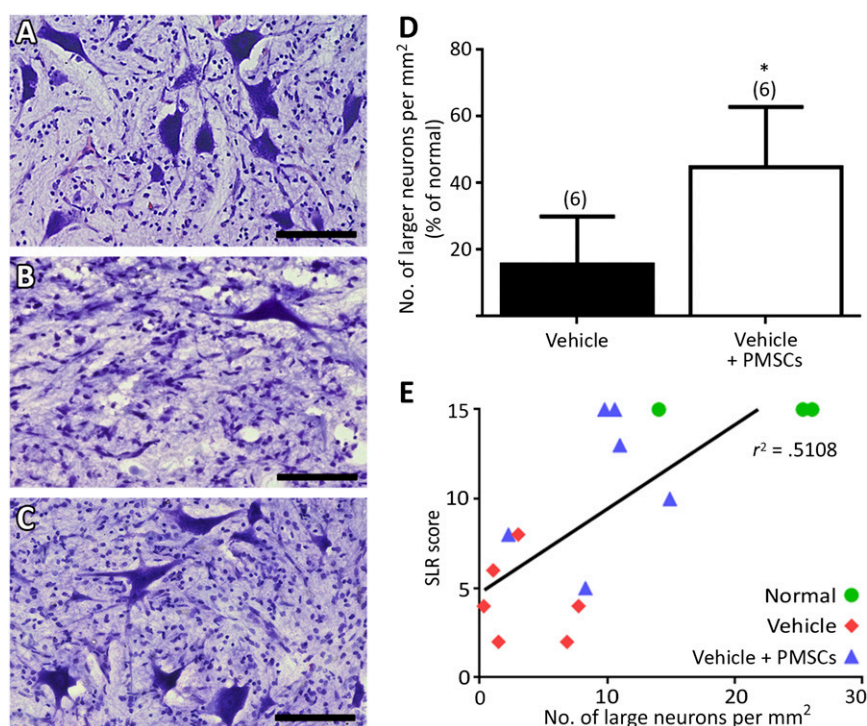 A
B
C
D
No. of larger neurons per mm²
(% of normal)
80
60
40
20
(6)
*
(6)
Vehicle
Vehicle
+ PMSCs
E
SLR score
15
10
5
0
r² = .5108
Normal
Vehicle
Vehicle + PMSCs
0
10
20
30
No. of large neurons per mm²